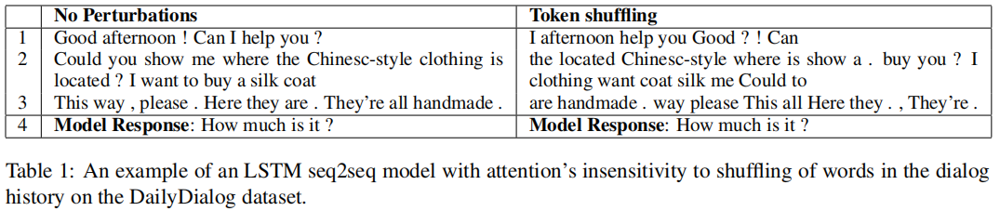 No Perturbations Token shuffling
1 Good afternoon ! Can I help you ? I afternoon help you Good ? ! Can
2 Could you show me where the Chinesc-style clothing is the located Chinesc-style where is show a . buy you ? I
located ? I want to buy a silk coat clothing want coat silk me Could to
3 This way , please . Here they are . They're all handmade . are handmade . way please This all Here they . , They're .
4 Model Response: How much is it ? Model Response: How much is it ?
Table 1: An example of an LSTM seq2seq model with attention's insensitivity to shuffling of words in the dialog
history on the DailyDialog dataset.